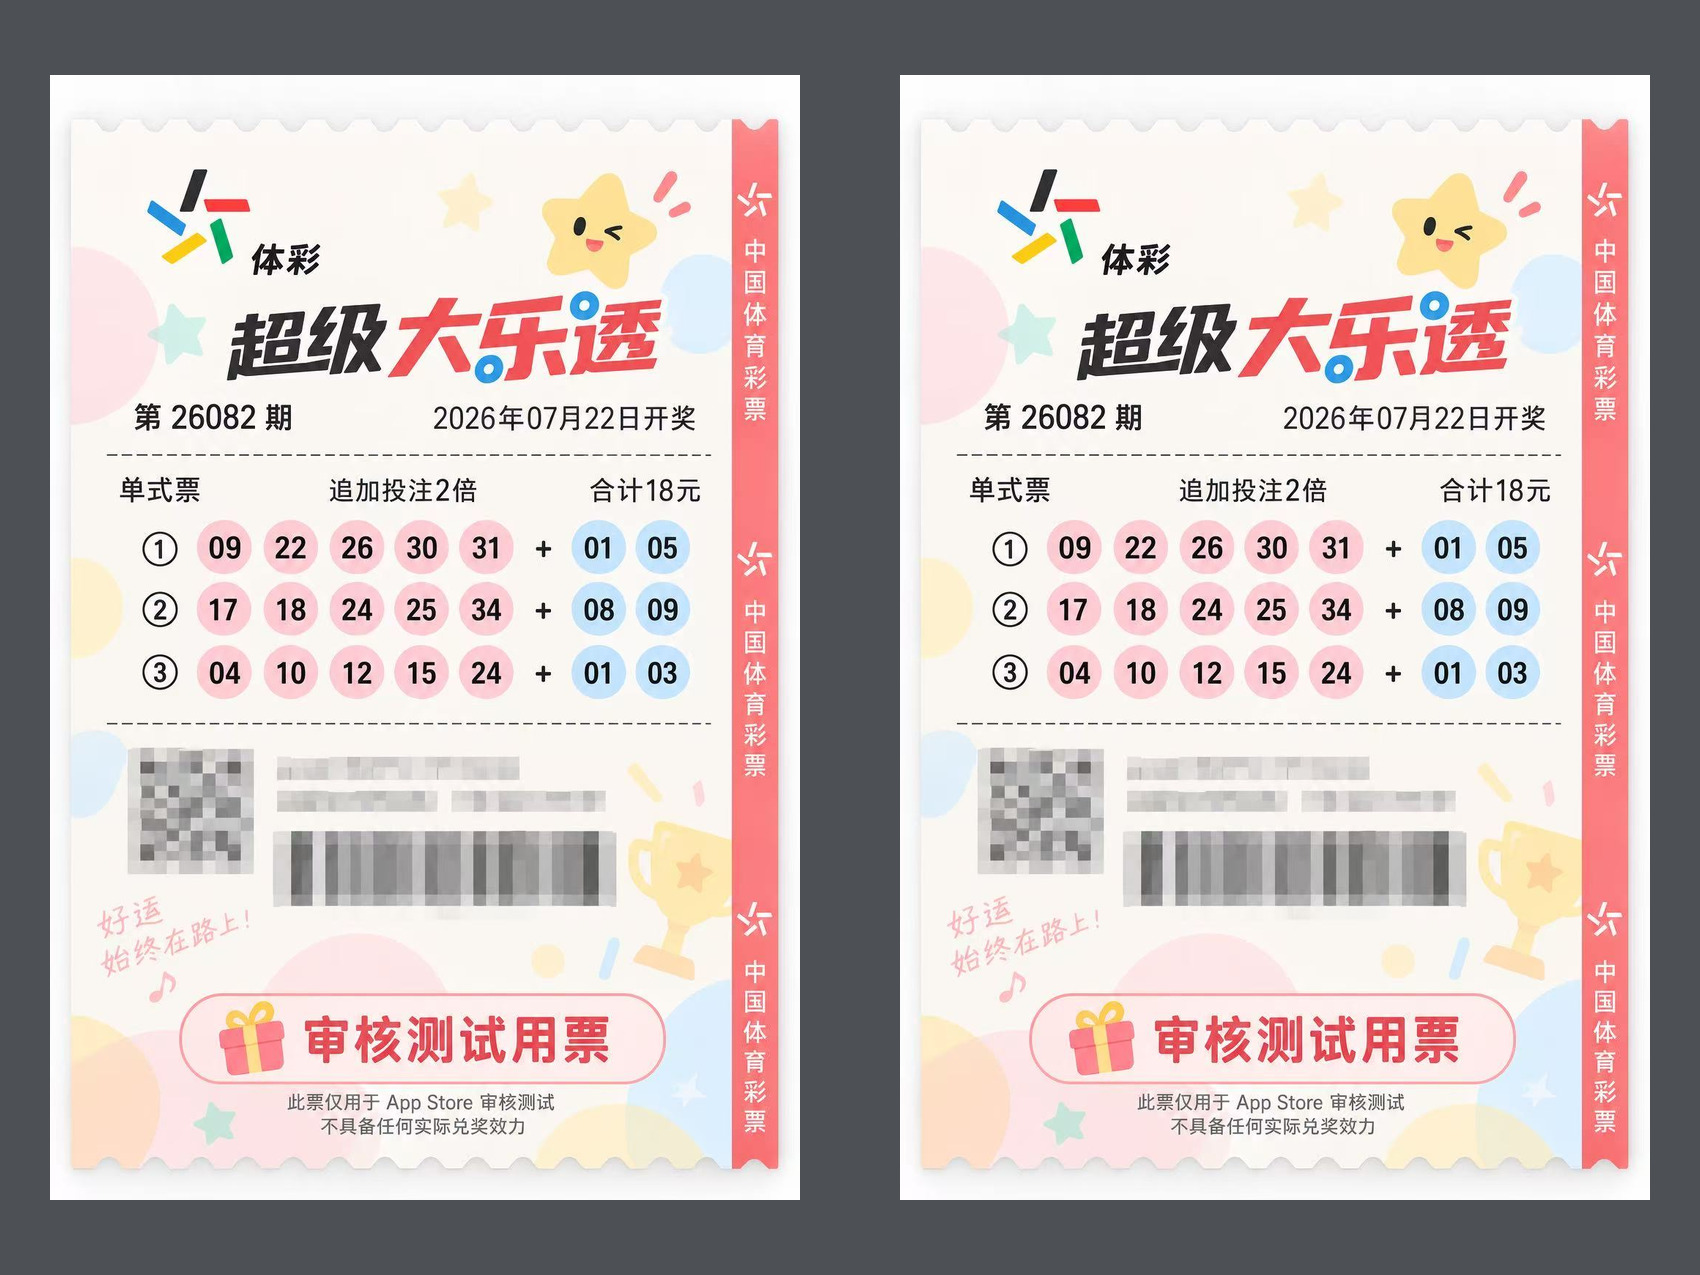 体彩
超级大乐透
第 26082 期 2026年07月22日开奖
单式票 追加投注2倍 合计18元
① 09 22 26 30 31 + 01 05
② 17 18 24 25 34 + 08 09
③ 04 10 12 15 24 + 01 03
好运
始终在路上!
审核测试用票
此票仅用于 App Store 审核测试
不具备任何实际兑奖效力
中国体育彩票
中国体育彩票
中国体育彩票
体彩
超级大乐透
第 26082 期 2026年07月22日开奖
单式票 追加投注2倍 合计18元
① 09 22 26 30 31 + 01 05
② 17 18 24 25 34 + 08 09
③ 04 10 12 15 24 + 01 03
好运
始终在路上!
审核测试用票
此票仅用于 App Store 审核测试
不具备任何实际兑奖效力
中国体育彩票
中国体育彩票
中国体育彩票